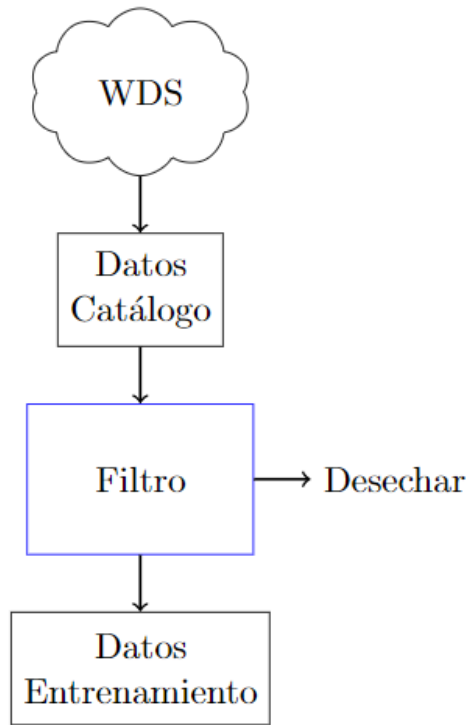 WDS
Datos
Catálogo
Filtro
Desechar
Datos
Entrenamiento